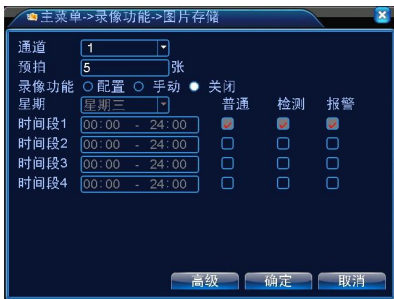 主菜单->录像功能->图片存储
通道 1
预拍 5 张
录像功能 配置 手动 关闭
星期 星期三 普通 检测 报警
时间段1 00:00 - 24:00
时间段2 00:00 - 24:00
时间段3 00:00 - 24:00
时间段4 00:00 - 24:00
高级 确定 取消